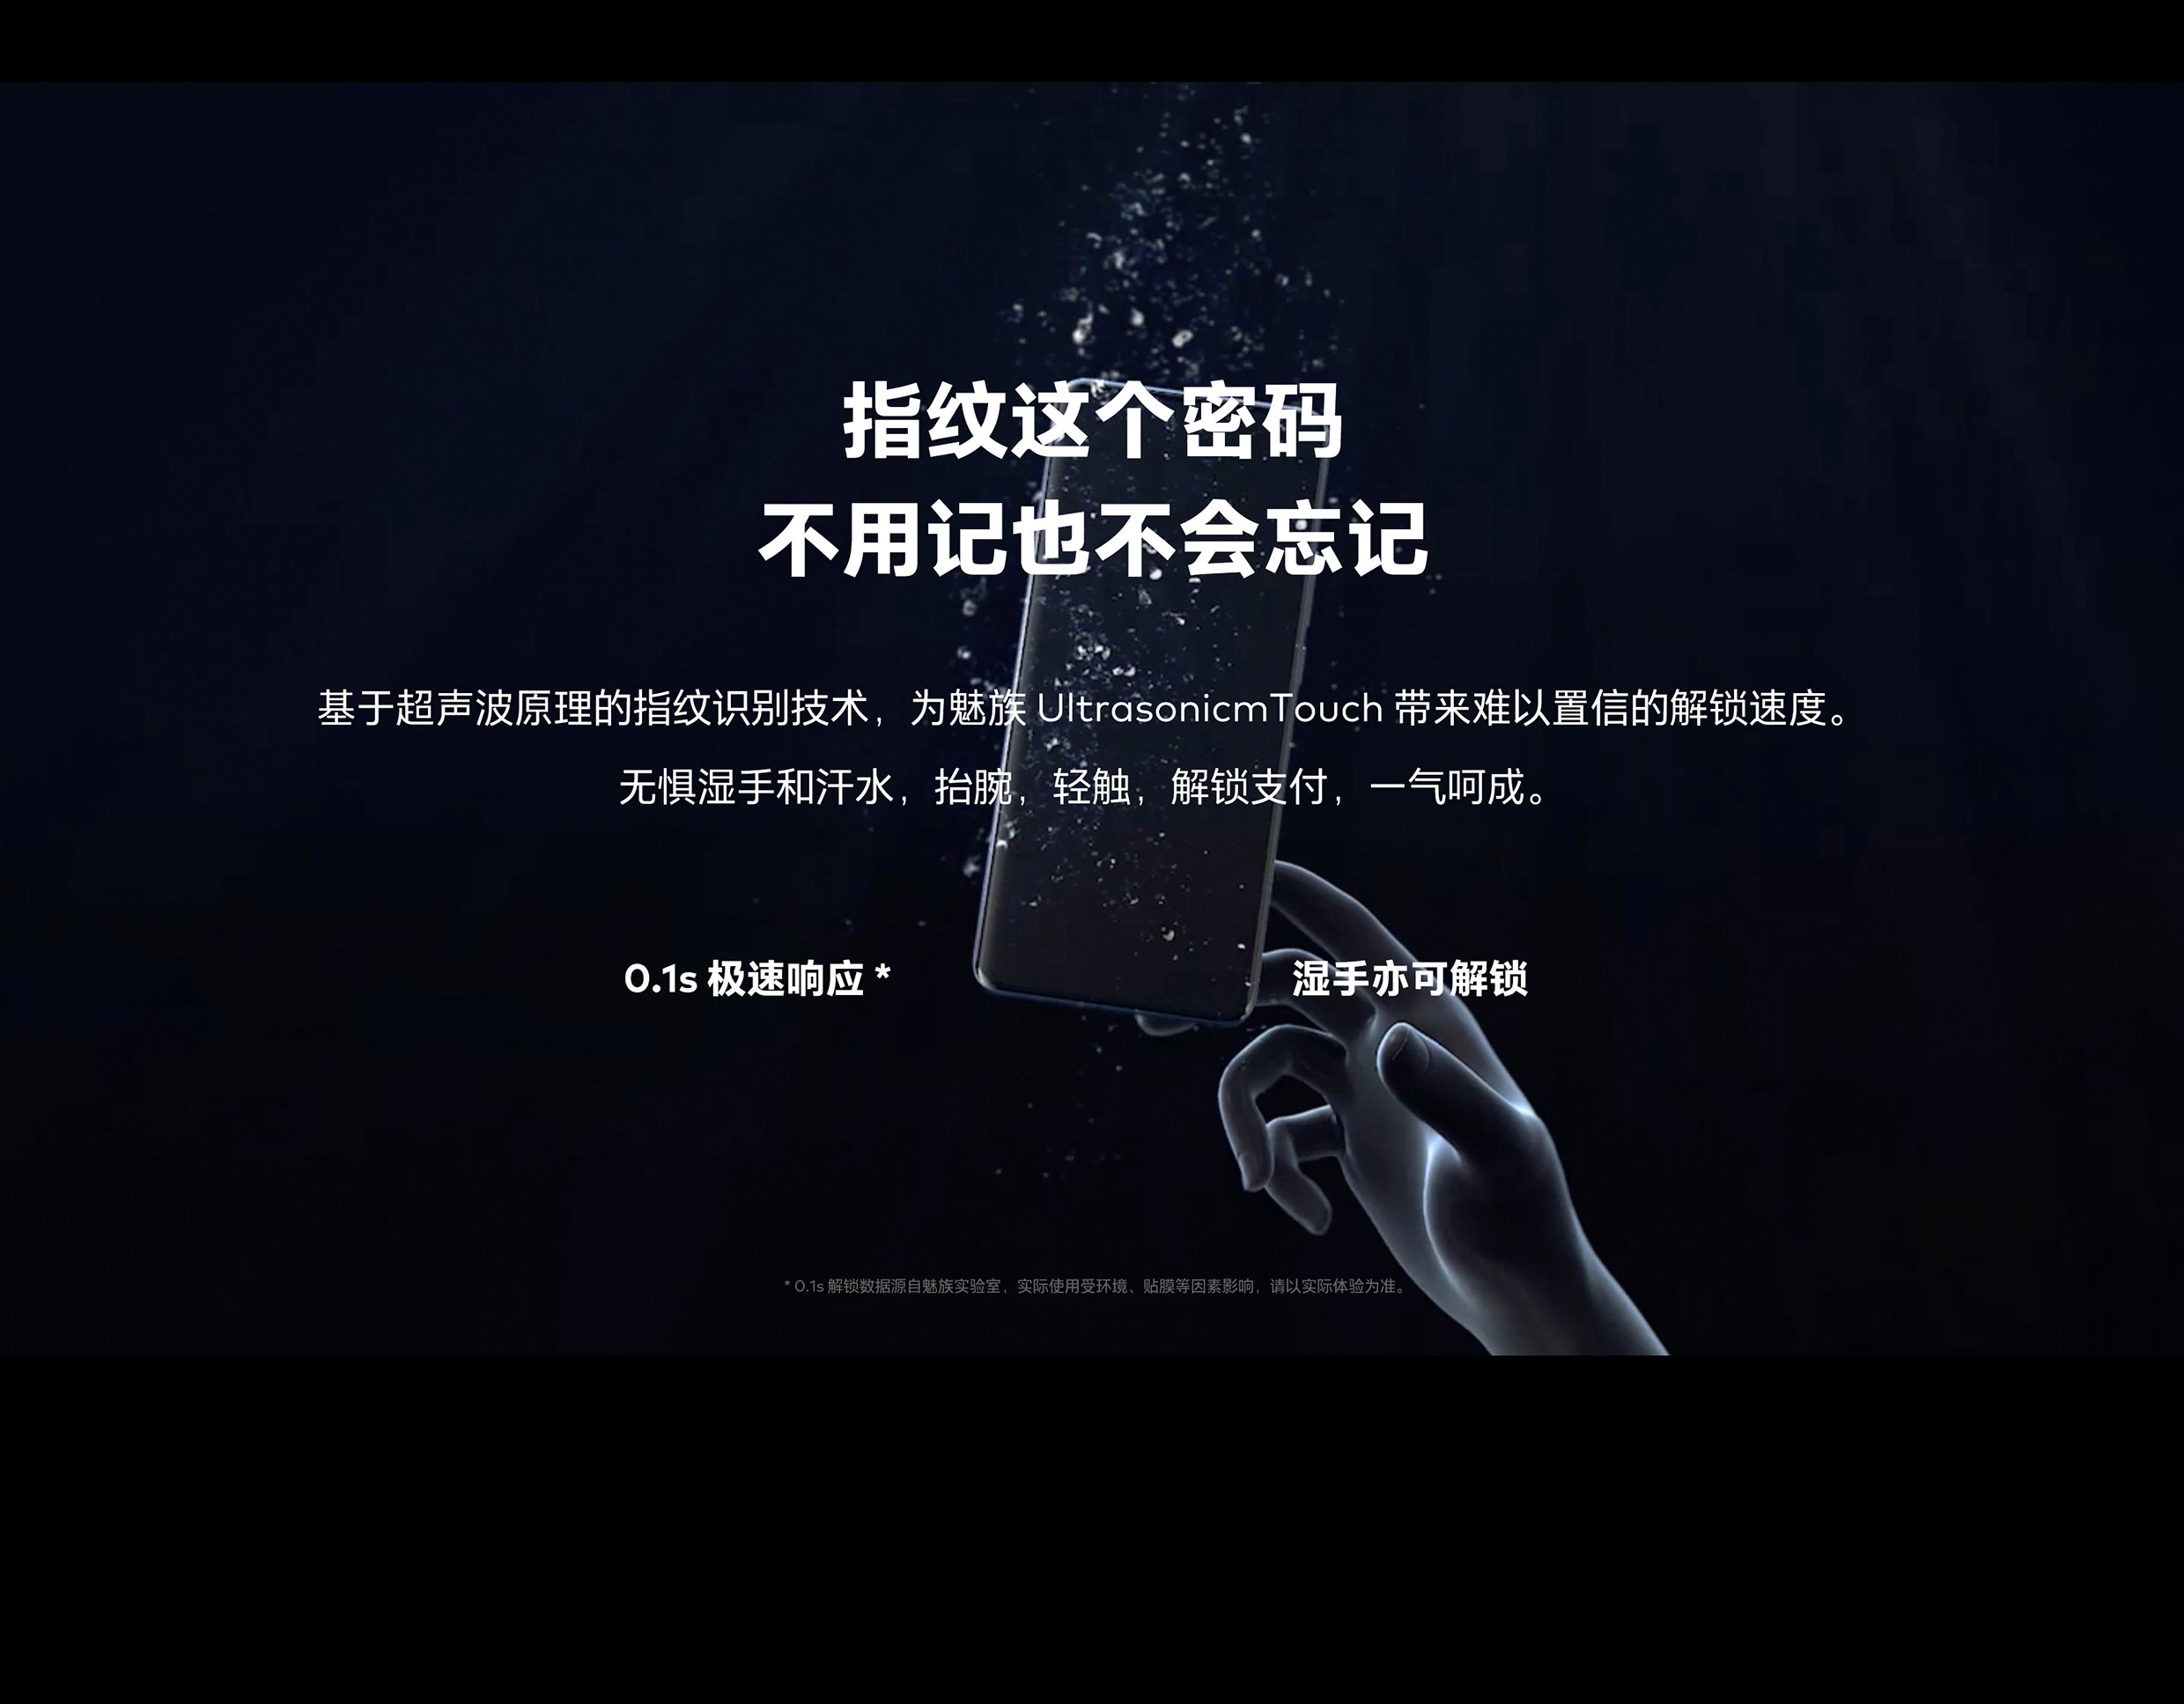 指纹这个密码
不用记也不会忘记
基于超声波原理的指纹识别技术，为魅族 UltrasonicmTouch 带来难以置信的解锁速度。
无惧湿手和汗水，抬腕，轻触，解锁支付，一气呵成。
0.1s 极速响应 *
湿手亦可解锁
* 0.1s 解锁数据源自魅族实验室，实际使用受环境、贴膜等因素影响，请以实际体验为准。